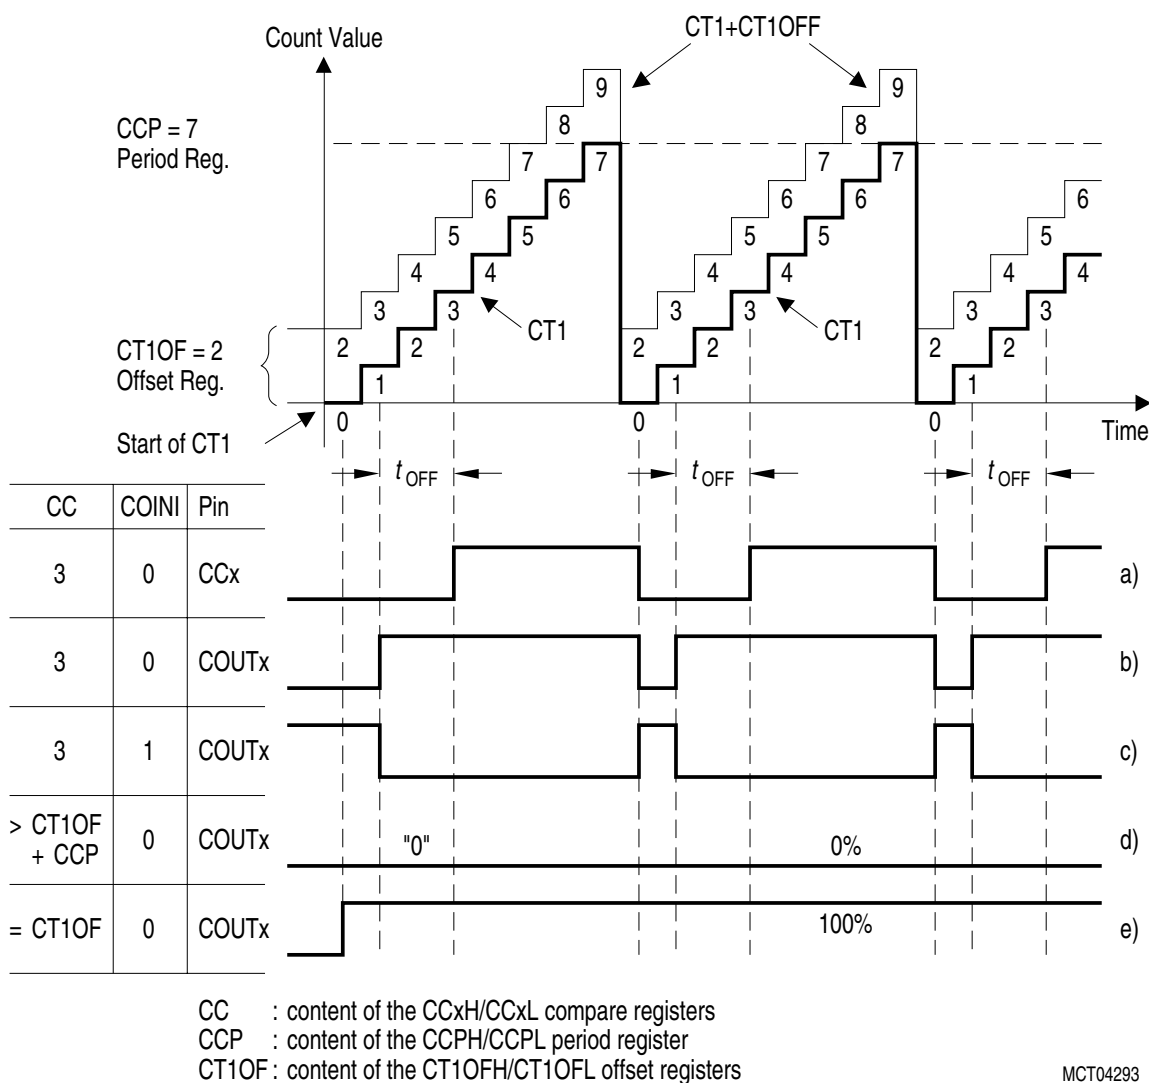 CT1+CT1OFF
Count Value
9 9
CCP = 7
Period Reg.
8 8
7 7 7 7
6 6 6 6 6
5 5 5 5 5
4 4 4 4 4
3 3 3 3 3 3
CT1 CT1
CT1OF = 2
Offset Reg.
2 2 2 2 2 2
1 1 1
0 0 0
Time
Start of CT1
tOFF tOFF tOFF
CC COINI Pin
3 0 CCx a)
3 0 COUTx b)
3 1 COUTx c)
> CT1OF + CCP 0 COUTx "0" 0% d)
= CT1OF 0 COUTx 100% e)
CC : content of the CCxH/CCxL compare registers
CCP : content of the CCPH/CCPL period register
CT1OF : content of the CT1OFH/CT1OFL offset registers
MCT04293